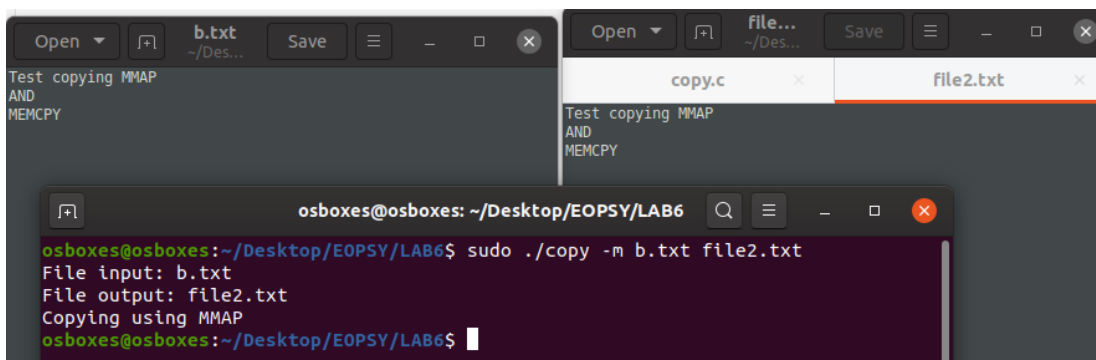 Open
b.txt
~/Des...
Save
Test copying MMAP
AND
MEMCPY
Open
file...
~/Des...
Save
copy.c
file2.txt
Test copying MMAP
AND
MEMCPY
osboxes@osboxes: ~/Desktop/EOPSY/LAB6
osboxes@osboxes:~/Desktop/EOPSY/LAB6$ sudo ./copy -m b.txt file2.txt
File input: b.txt
File output: file2.txt
Copying using MMAP
osboxes@osboxes:~/Desktop/EOPSY/LAB6$